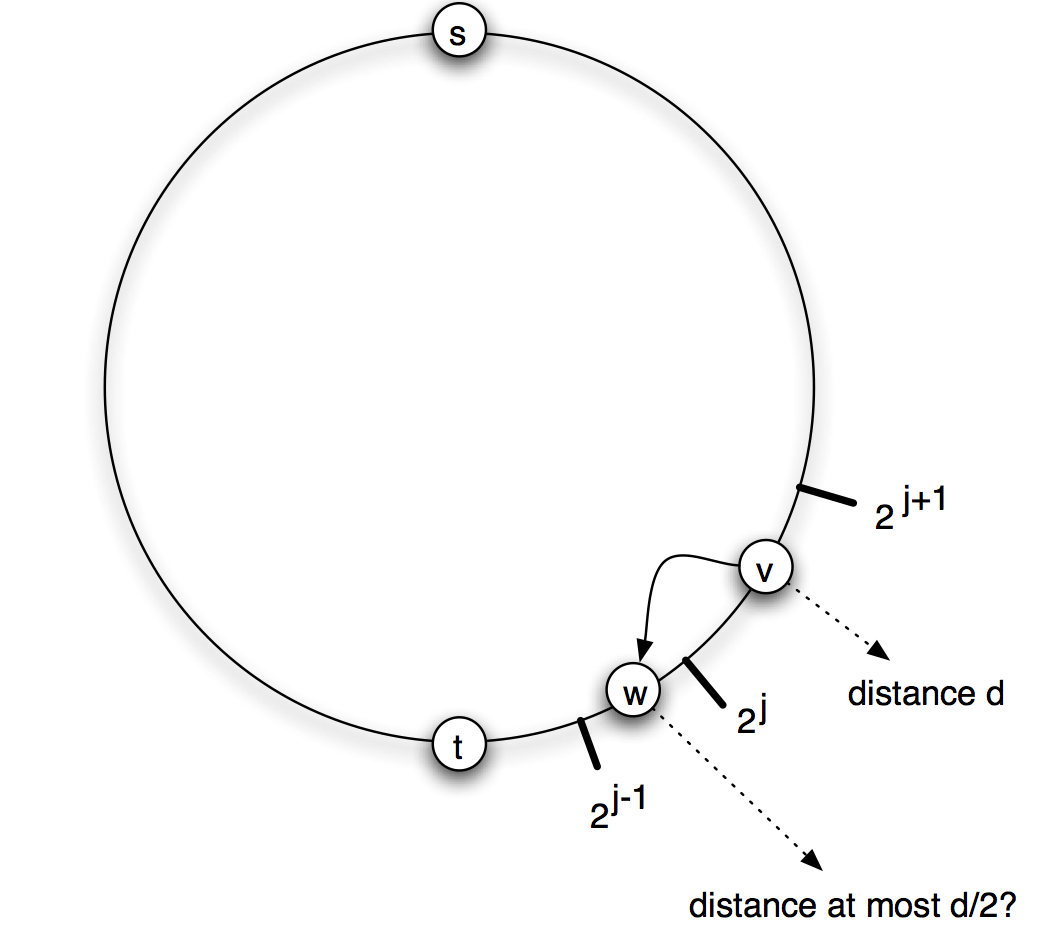 s
2 j+1
v
distance d
w
2 j
t
2 j-1
distance at most d/2?